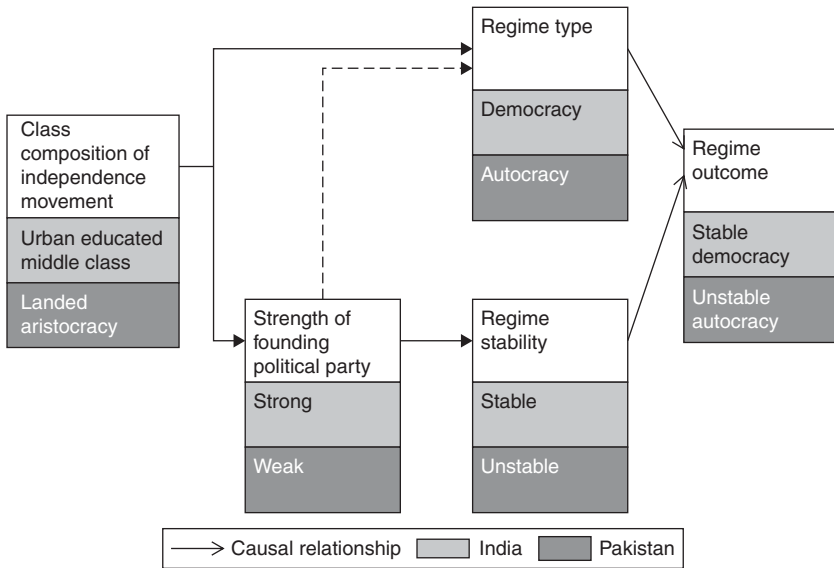 Class
composition of
independence
movement
Urban educated
middle class
Landed
aristocracy
Strength of
founding
political party
Strong
Weak
Regime type
Democracy
Autocracy
Regime
stability
Stable
Unstable
Regime
outcome
Stable
democracy
Unstable
autocracy
Causal relationship
India
Pakistan